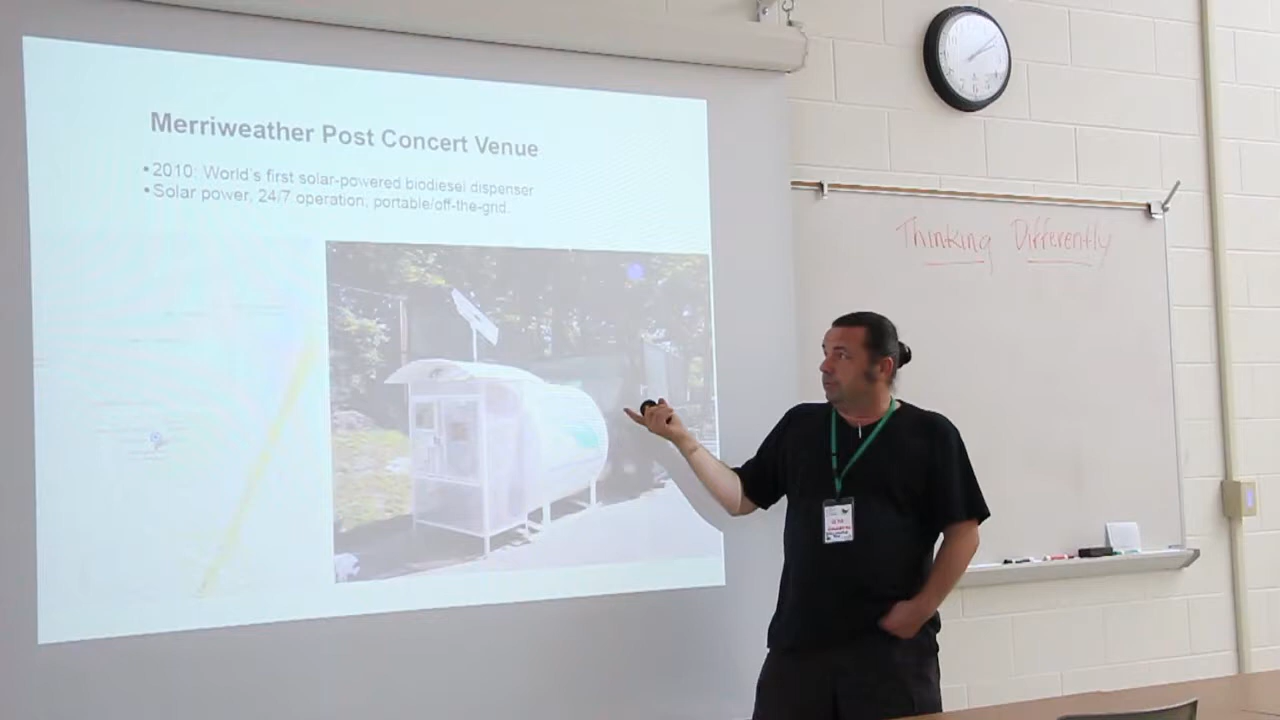 Merriweather Post Concert Venue
•2010: World's first solar-powered biodiesel dispenser
•Solar power, 24/7 operation, portable/off-the-grid.
Thinking Differently